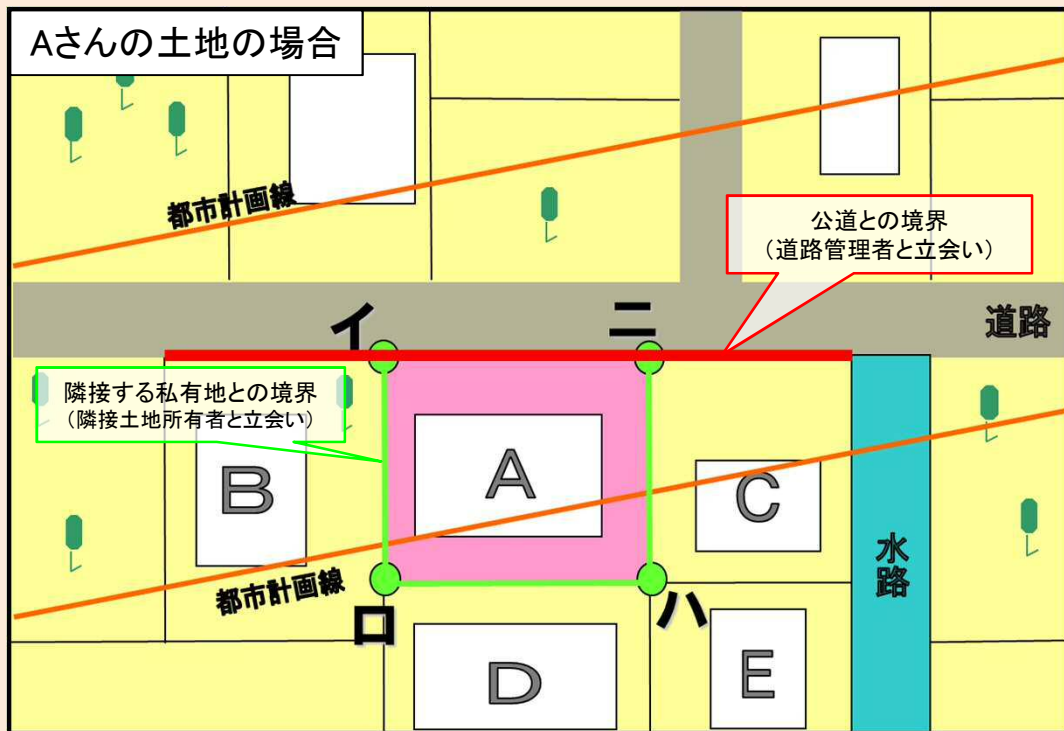 Aさんの土地の場合
都市計画線
公道との境界
(道路管理者と立会い)
イ
ニ
道路
隣接する私有地との境界
(隣接土地所有者と立会い)
A
B
C
水路
都市計画線
ロ
ハ
D
E